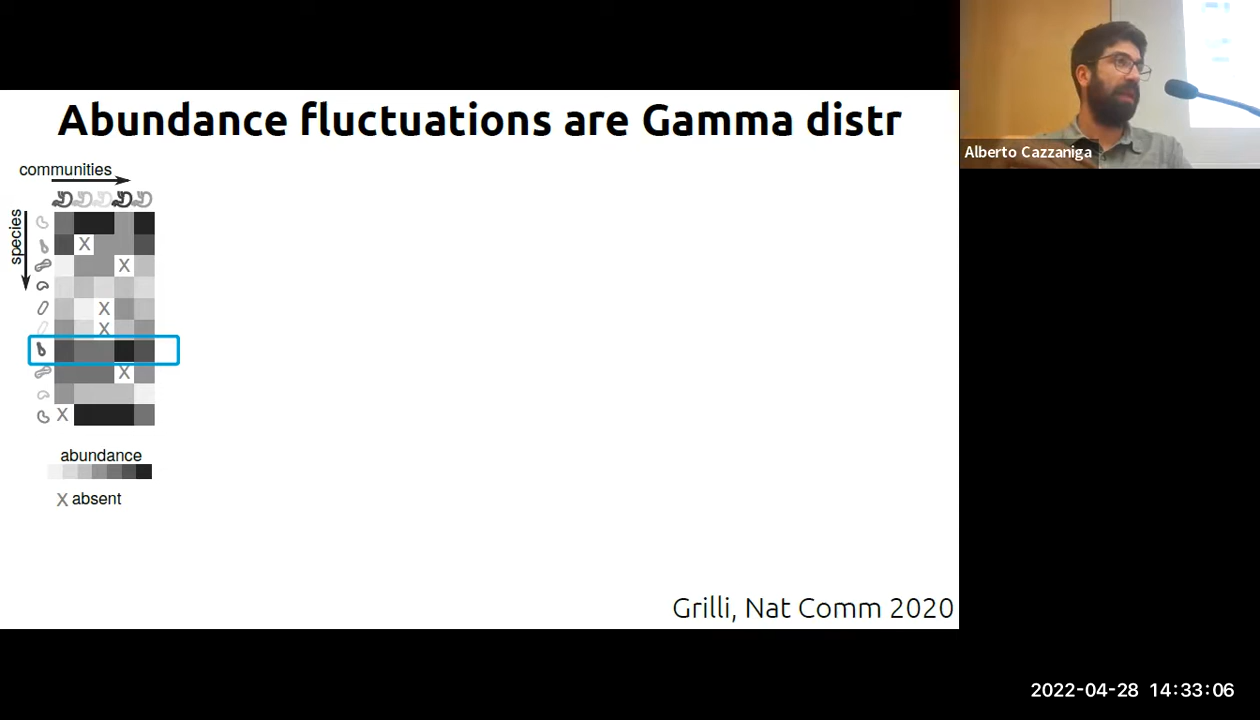 Abundance fluctuations are Gamma distr
communities
species
X
X
X
X
X
X
abundance
X absent
Grilli, Nat Comm 2020
Alberto Cazzaniga
2022-04-28 14:33:06